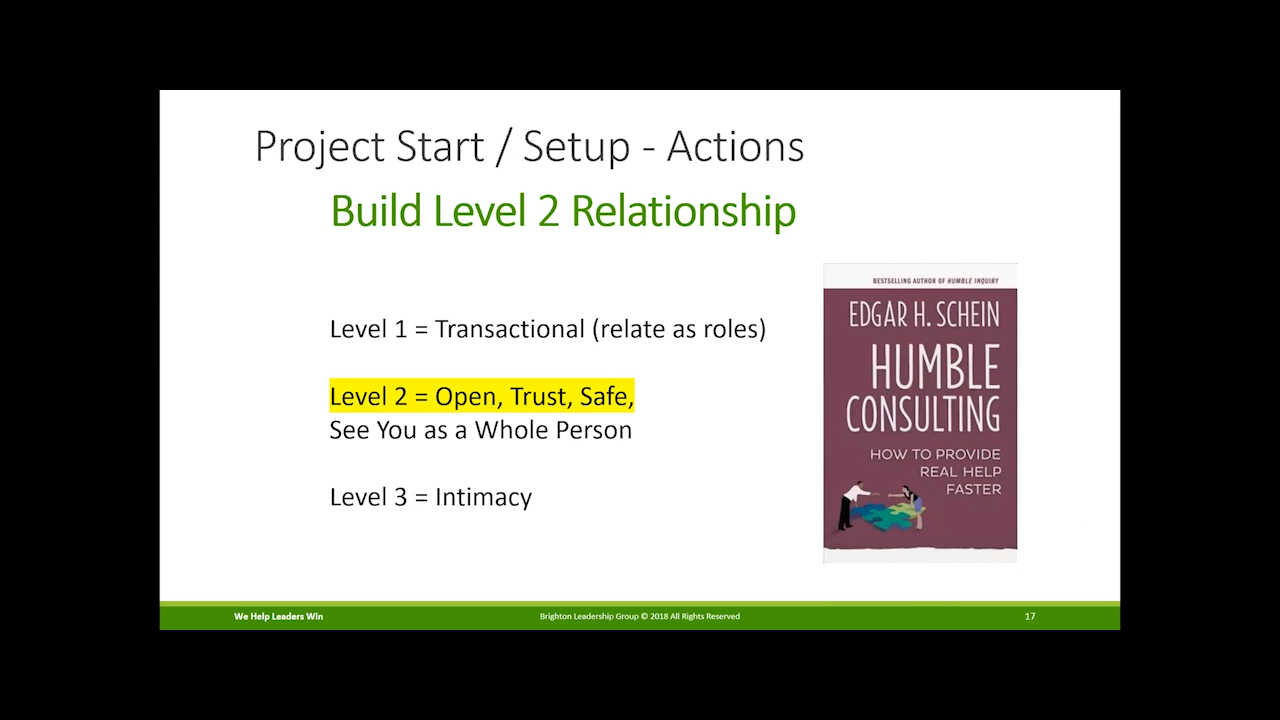 Project Start / Setup - Actions
Build Level 2 Relationship
Level 1 = Transactional (relate as roles)
Level 2 = Open, Trust, Safe,
See You as a Whole Person
Level 3 = Intimacy
BESTSELLING AUTHOR OF HUMBLE INQUIRY
EDGAR H. SCHEIN
HUMBLE
CONSULTING
HOW TO PROVIDE
REAL HELP
FASTER
We Help Leaders Win
Brighton Leadership Group © 2018 All Rights Reserved
17